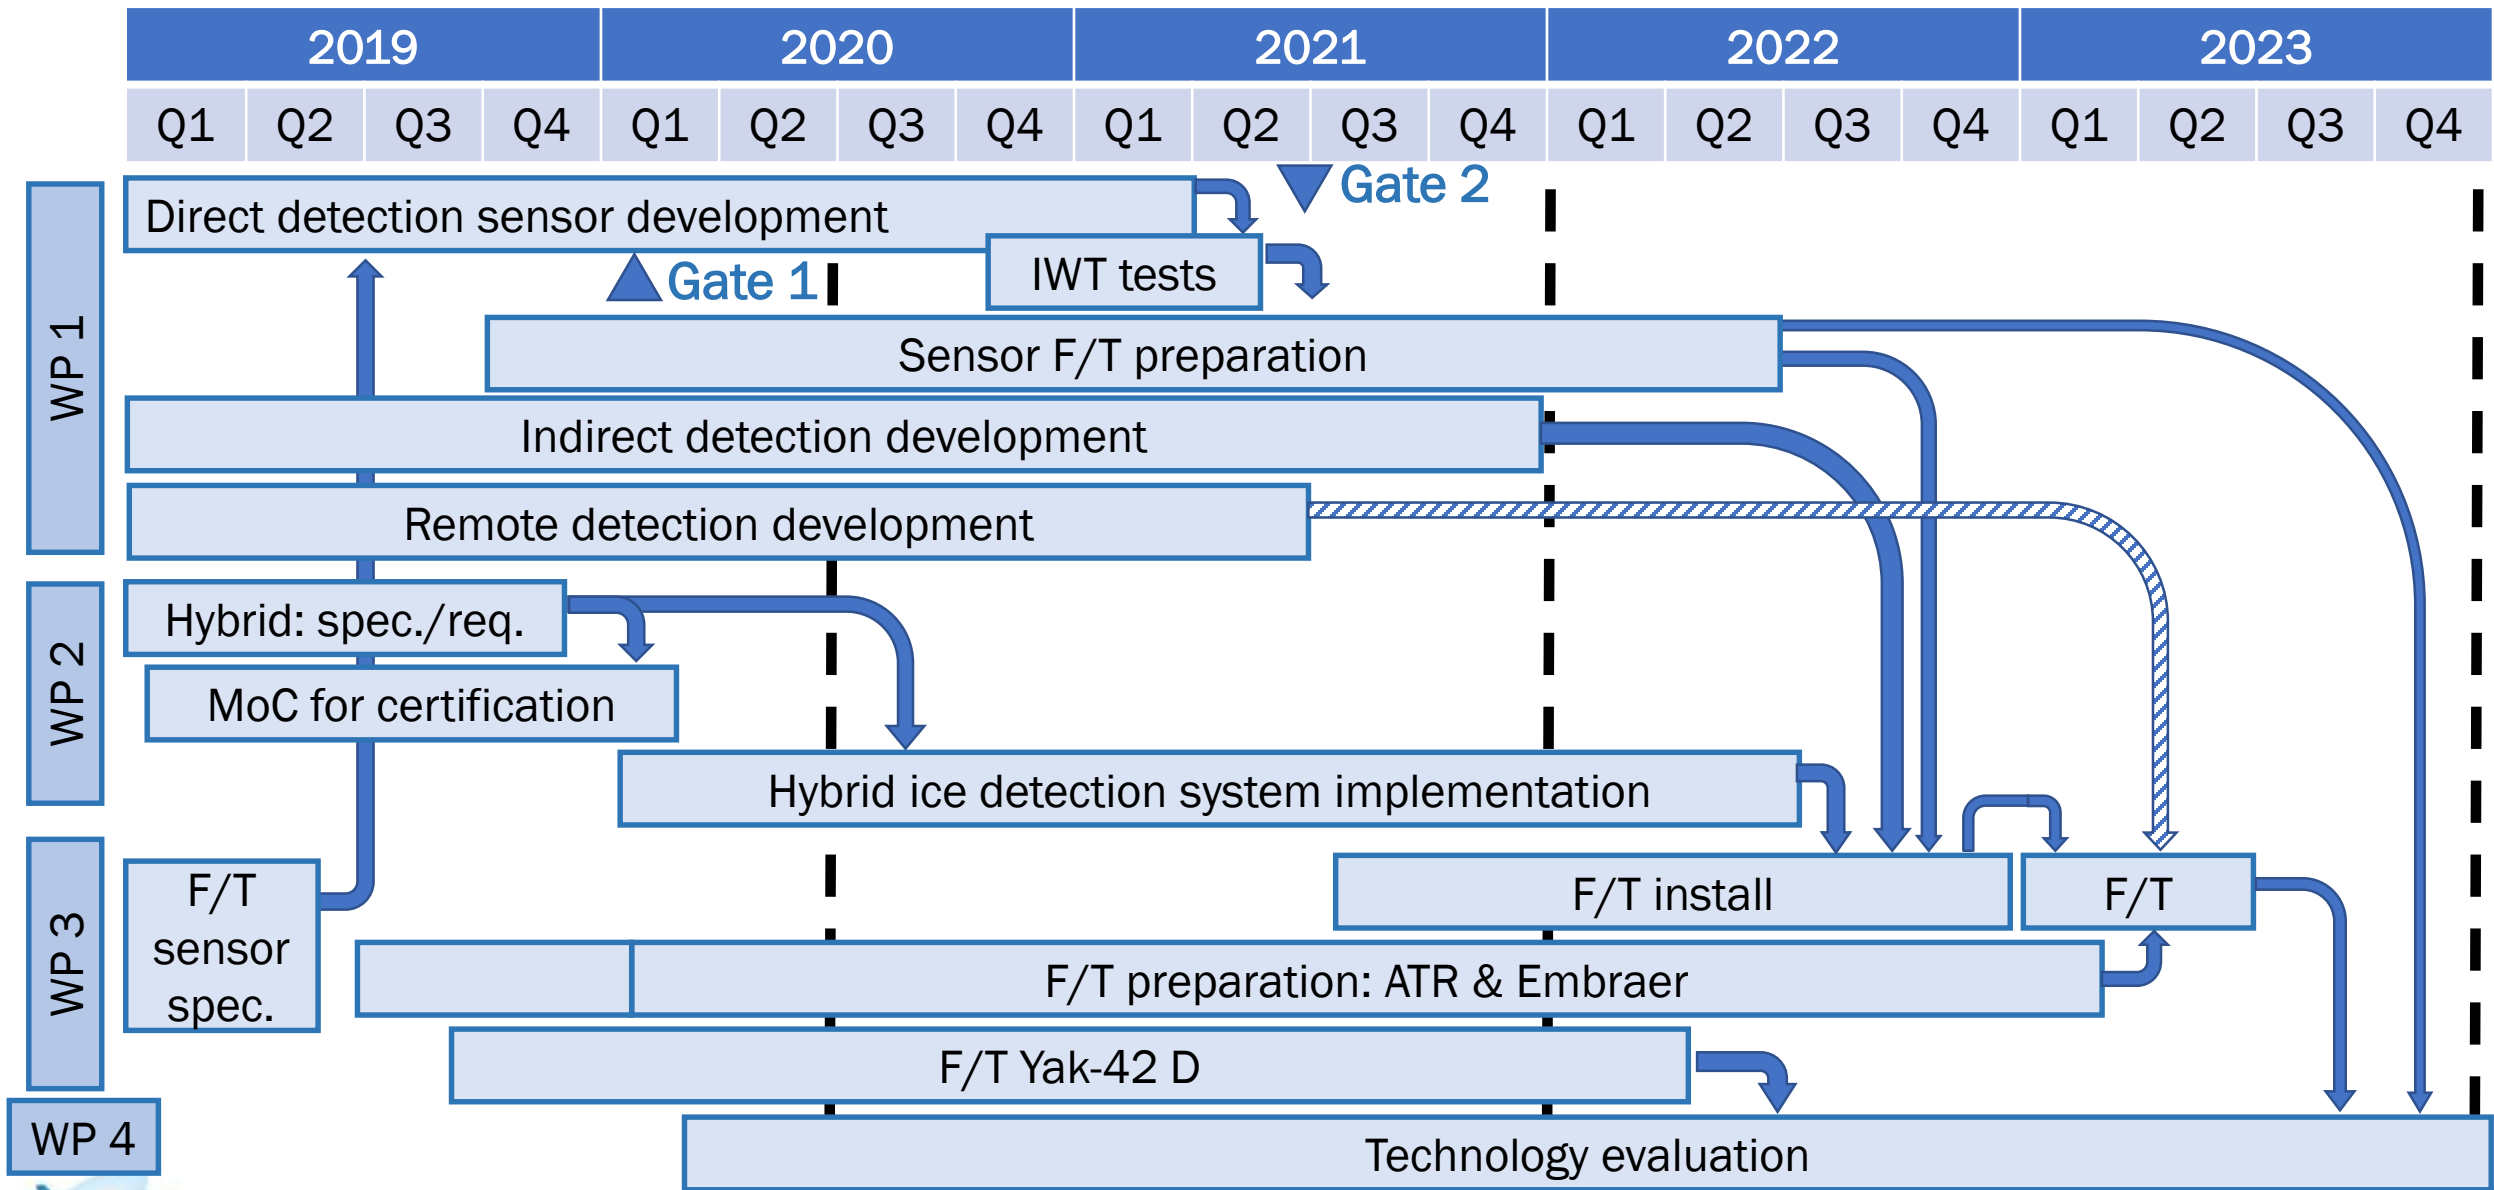 2019 2020 2021 2022 2023
Q1 Q2 Q3 Q4 Q1 Q2 Q3 Q4 Q1 Q2 Q3 Q4 Q1 Q2 Q3 Q4 Q1 Q2 Q3 Q4
WP 1
Direct detection sensor development
Gate 2
Gate 1
IWT tests
Sensor F/T preparation
Indirect detection development
Remote detection development
WP 2
Hybrid: spec./req.
MoC for certification
Hybrid ice detection system implementation
WP 3
F/T
sensor
spec.
F/T install
F/T
F/T preparation: ATR & Embraer
F/T Yak-42 D
WP 4
Technology evaluation